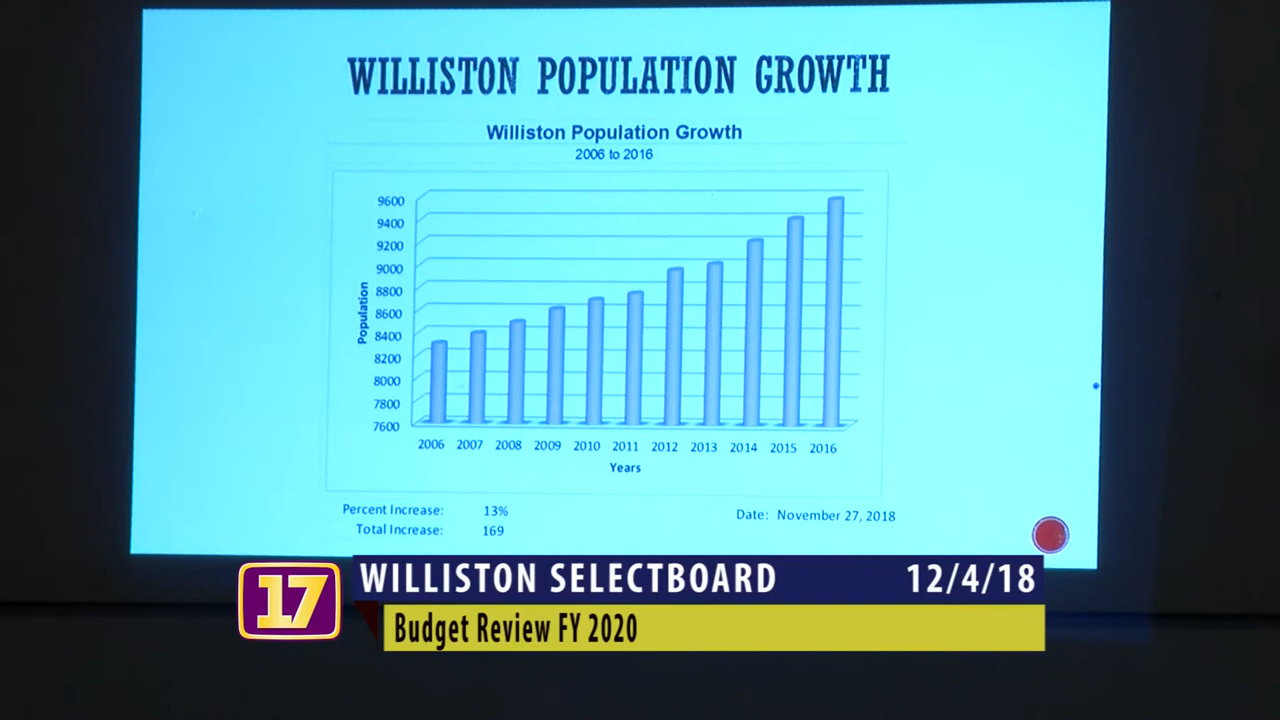 WILLISTON POPULATION GROWTH
Williston Population Growth
2006 to 2016
9600
9400
9200
9000
8800
8600
8400
8200
8000
7800
7600
Population
2006 2007 2008 2009 2010 2011 2012 2013 2014 2015 2016
Years
Percent Increase: 13%
Total Increase: 169
Date: November 27, 2018
17
WILLISTON SELECTBOARD 12/4/18
Budget Review FY 2020